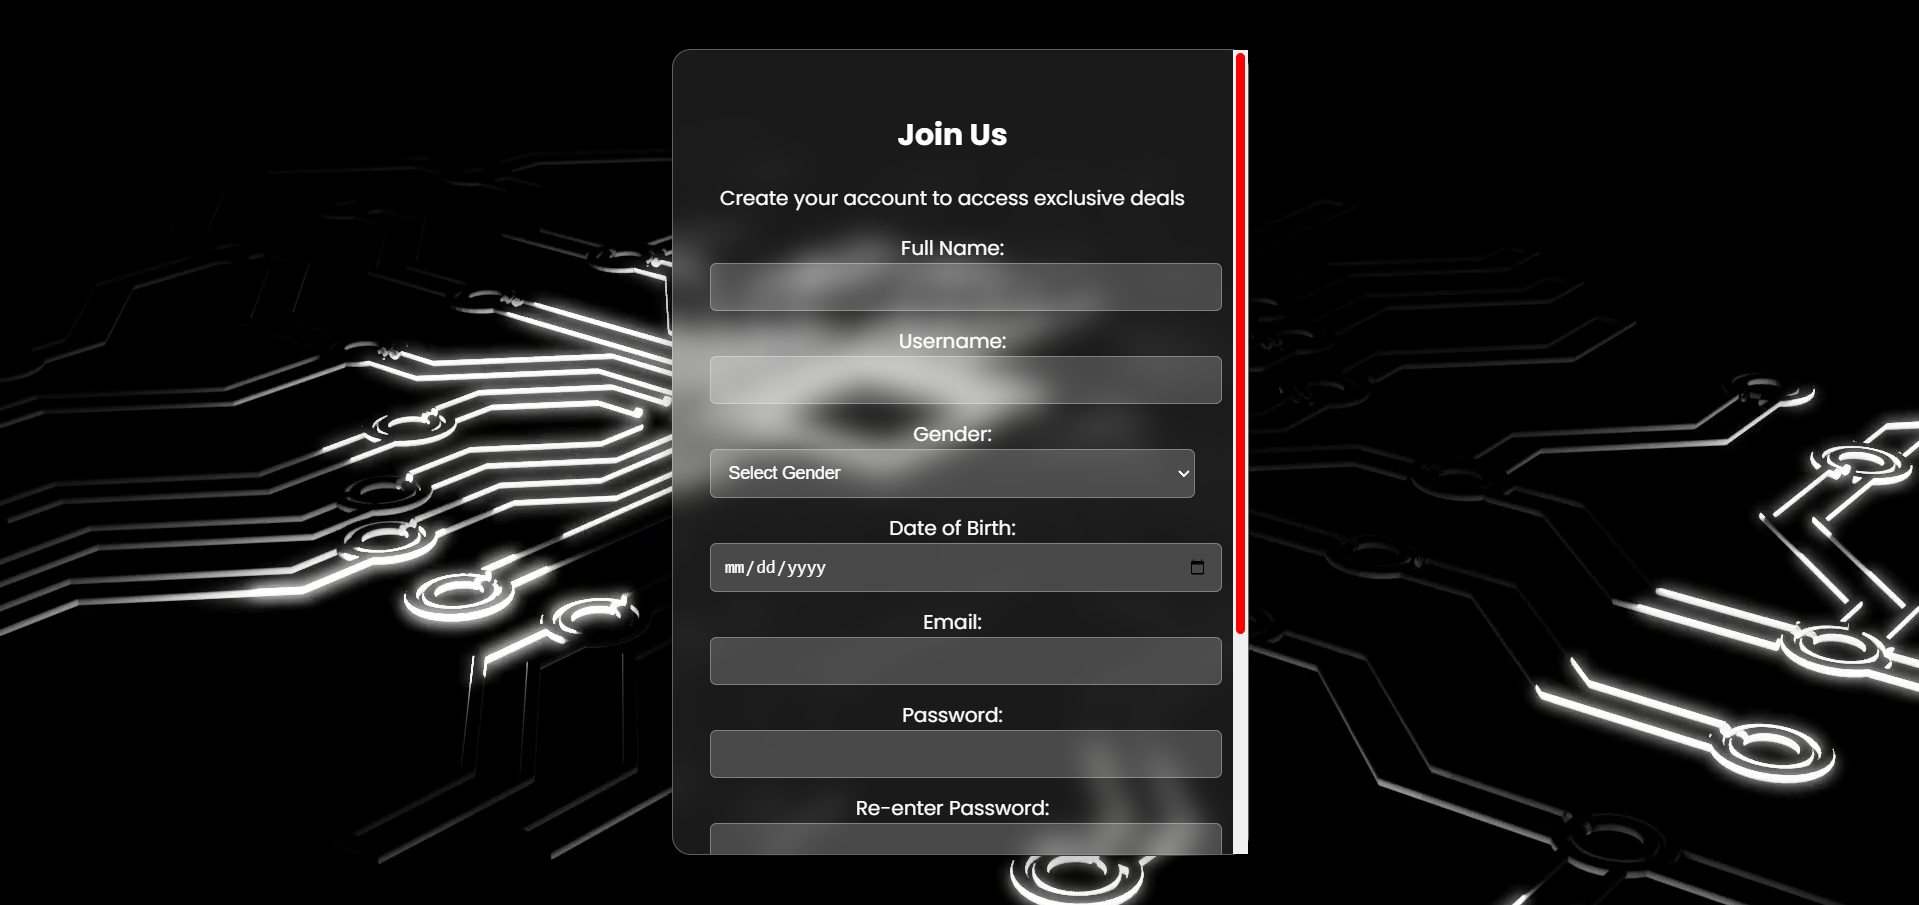 Join Us
Create your account to access exclusive deals
Full Name:
Username:
Gender:
Select Gender
Date of Birth:
mm/dd/yyyy
Email:
Password:
Re-enter Password: